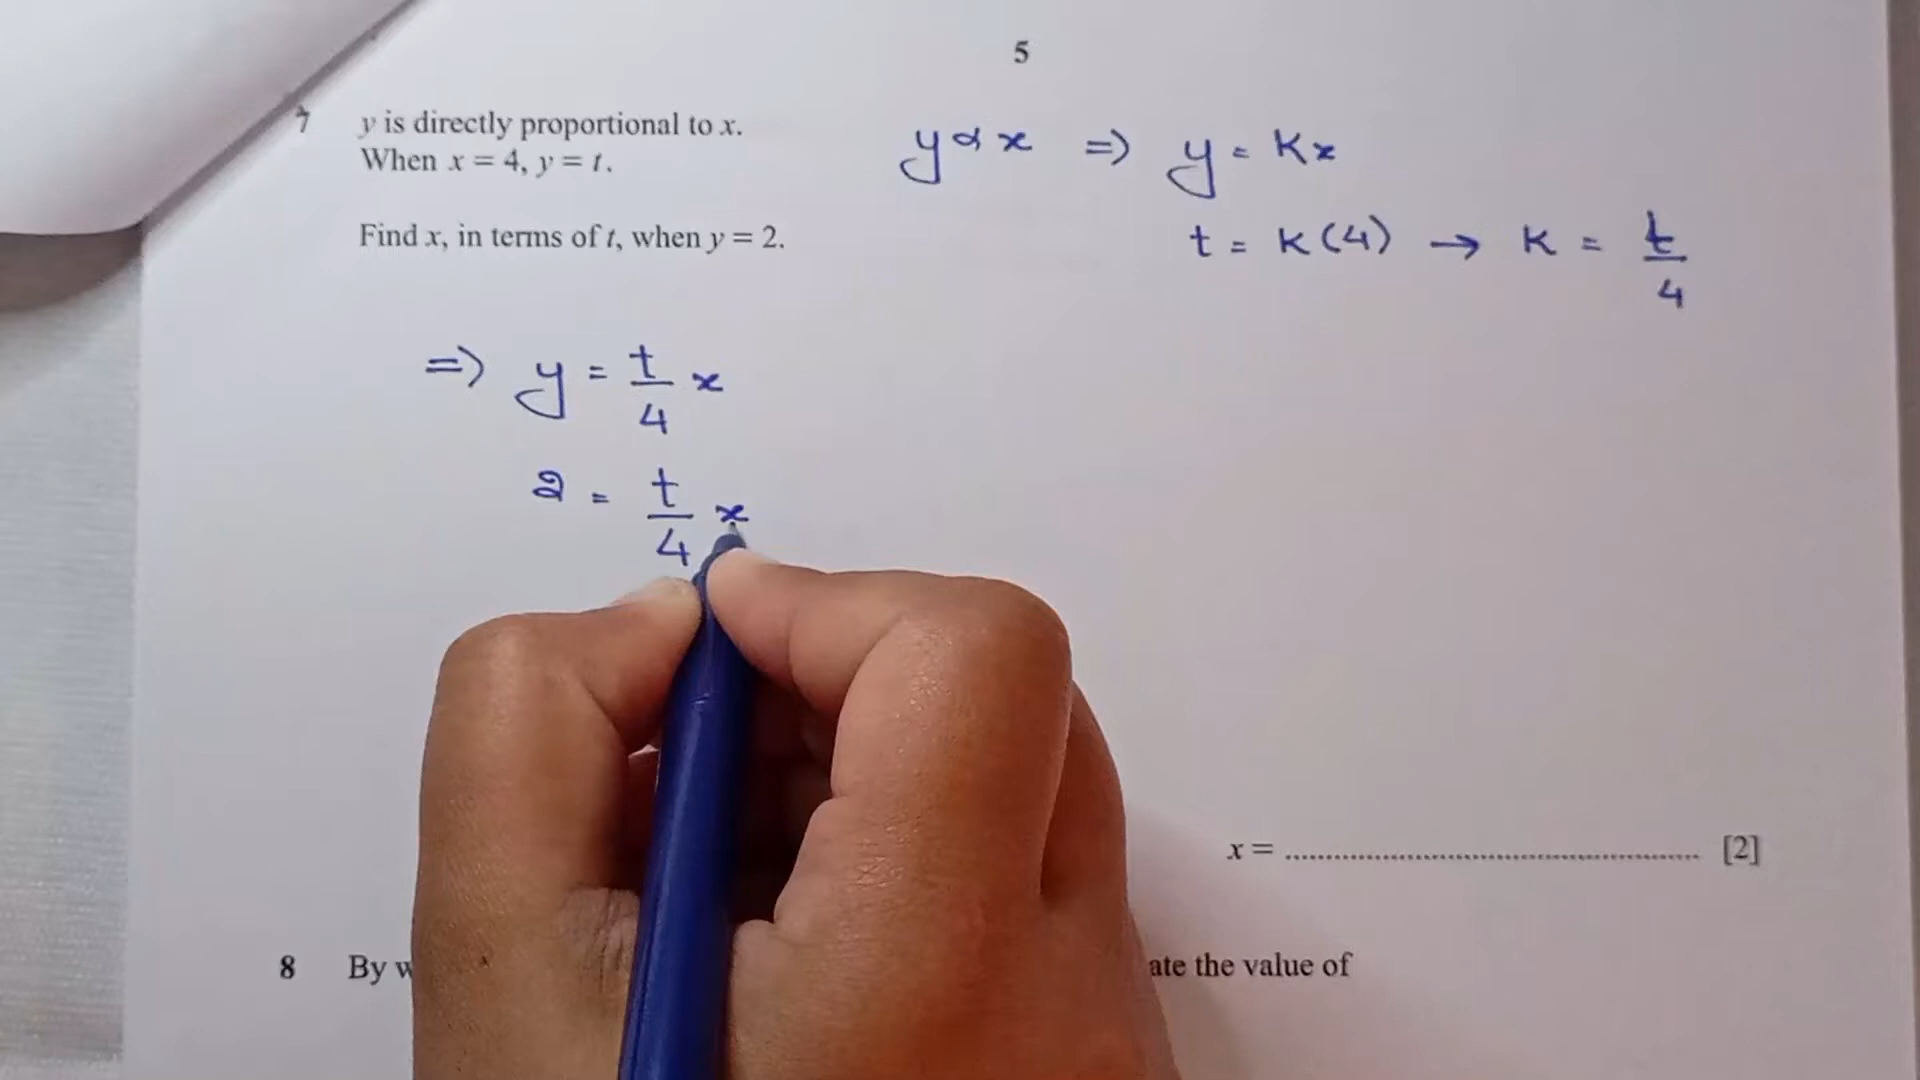 5
7 y is directly proportional to x.
When x = 4, y = t.
Find x, in terms of t, when y = 2.
y ∝ x => y = Kx
t = K(4) → K = t/4
=> y = t/4 x
2 = t/4 x
x = ........................................ [2]
8 By ate the value of